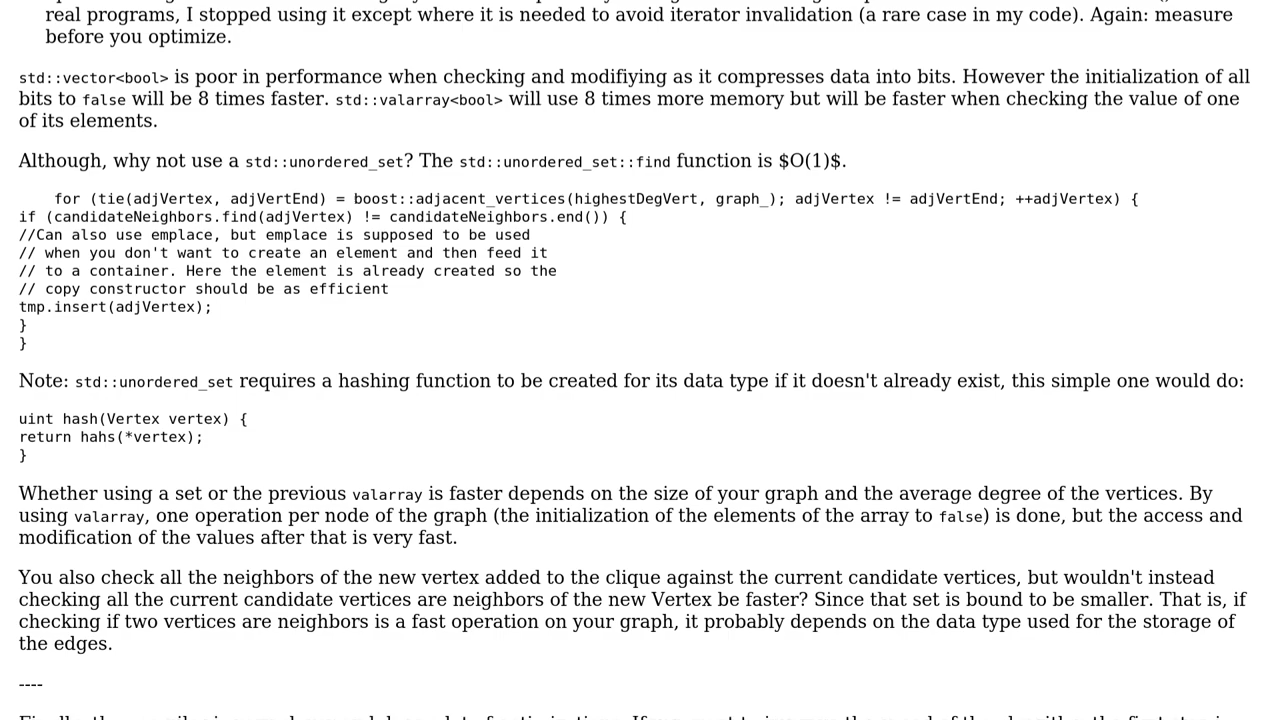 real programs, I stopped using it except where it is needed to avoid iterator invalidation (a rare case in my code). Again: measure
before you optimize.
std::vector<bool> is poor in performance when checking and modifiying as it compresses data into bits. However the initialization of all
bits to false will be 8 times faster. std::valarray<bool> will use 8 times more memory but will be faster when checking the value of one
of its elements.
Although, why not use a std::unordered_set? The std::unordered_set::find function is $O(1)$.
for (tie(adjVertex, adjVertEnd) = boost::adjacent_vertices(highestDegVert, graph_); adjVertex != adjVertEnd; ++adjVertex) {
if (candidateNeighbors.find(adjVertex) != candidateNeighbors.end()) {
//Can also use emplace, but emplace is supposed to be used
// when you don't want to create an element and then feed it
// to a container. Here the element is already created so the
// copy constructor should be as efficient
tmp.insert(adjVertex);
}
}
Note: std::unordered_set requires a hashing function to be created for its data type if it doesn't already exist, this simple one would do:
uint hash(Vertex vertex) {
return hahs(*vertex);
}
Whether using a set or the previous valarray is faster depends on the size of your graph and the average degree of the vertices. By
using valarray, one operation per node of the graph (the initialization of the elements of the array to false) is done, but the access and
modification of the values after that is very fast.
You also check all the neighbors of the new vertex added to the clique against the current candidate vertices, but wouldn't instead
checking all the current candidate vertices are neighbors of the new Vertex be faster? Since that set is bound to be smaller. That is, if
checking if two vertices are neighbors is a fast operation on your graph, it probably depends on the data type used for the storage of
the edges.
----